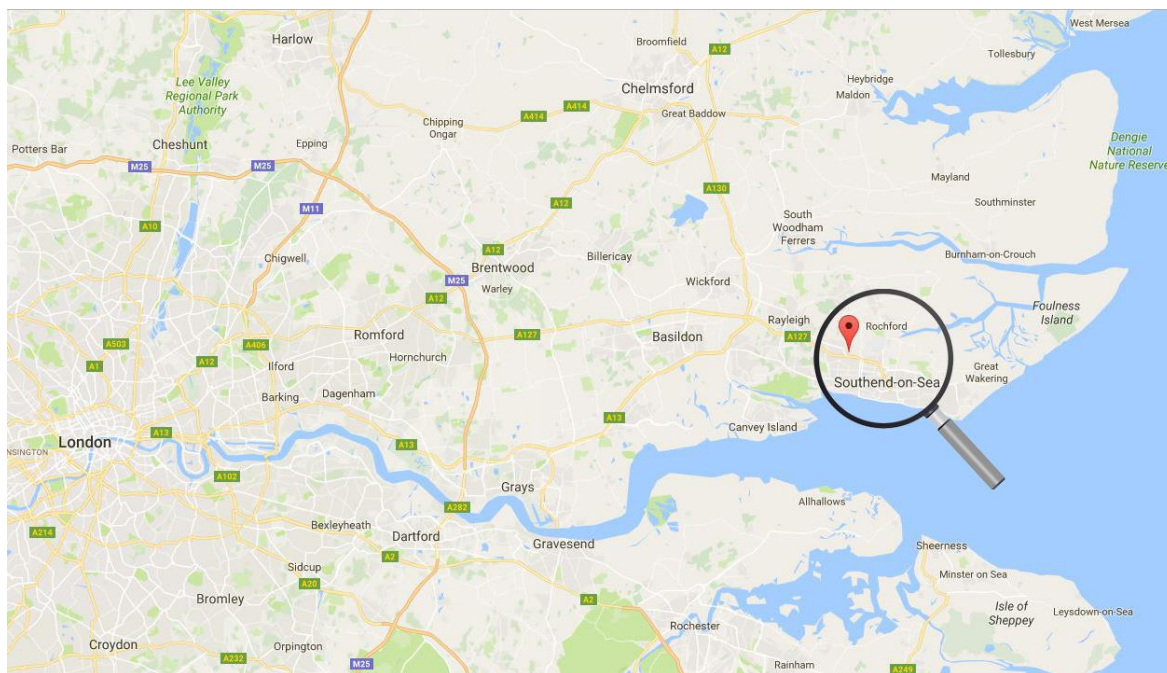 West Mersea
Harlow
Broomfield
A12
Tollesbury
Lee Valley
Regional Park
Authority
Chelmsford
Heybridge
Maldon
A414
A414
Great Baddow
Chipping
Ongar
Potters Bar
Cheshunt
Epping
Dengie
National
Nature Reserve
M25
M25
Mayland
A130
M11
A12
Southminster
A10
South
Woodham
Ferrers
A12
Chigwell
Billericay
Burnham-on-Crouch
Brentwood
M25
Warley
Wickford
A12
Foulness
Island
Rayleigh
Rochford
A127
Romford
A127
Basildon
A503
A406
Hornchurch
A12
A1
Ilford
Great
Wakering
Southend-on-Sea
Barking
Dagenham
A13
Canvey Island
London
A13
A13
NSINGTON
A102
Grays
Allhallows
A282
Bexleyheath
A214
Dartford
Gravesend
Sheerness
A2
Sidcup
Minster on Sea
A20
Bromley
A2
Isle of
Sheppey
Leysdown-on-Sea
Rochester
Croydon
Orpington
A232
M25
Rainham
A249